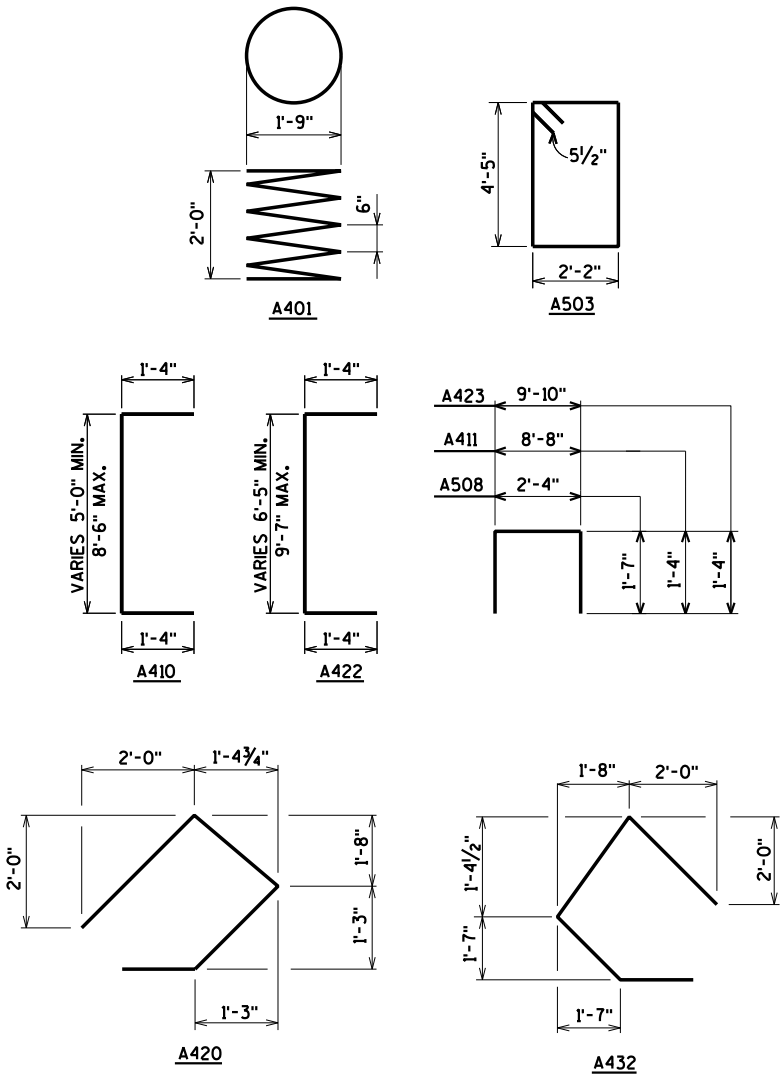 1'-9"
2'-0"
6"
A401
4'-5"
5½"
2'-2"
A503
1'-4"
VARIES 5'-0" MIN.
8'-6" MAX.
1'-4"
A410
1'-4"
VARIES 6'-5" MIN.
9'-7" MAX.
1'-4"
A422
A423 9'-10"
A411 8'-8"
A508 2'-4"
1'-7"
1'-4"
1'-4"
2'-0"
1'-4¾"
2'-0"
1'-8"
1'-3"
1'-3"
A420
1'-8"
2'-0"
1'-4½"
2'-0"
1'-7"
1'-7"
A432